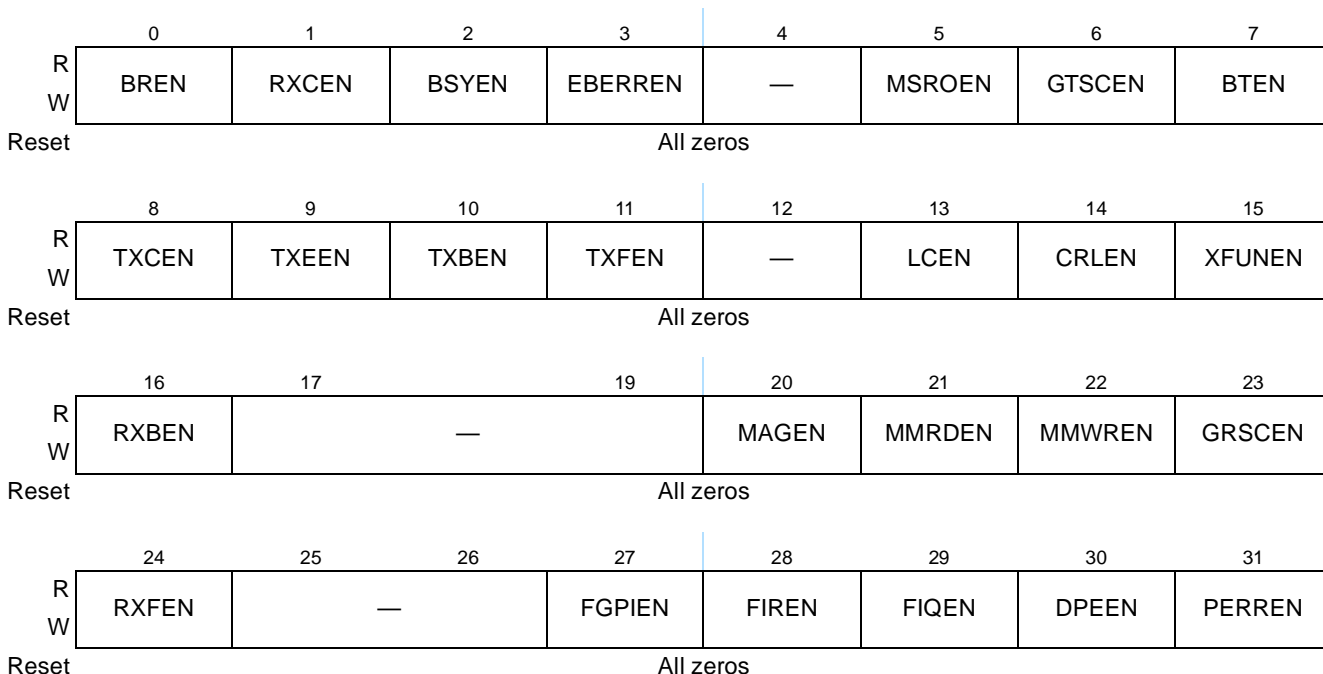 0 1 2 3 4 5 6 7
R
BREN RXCEN BSYEN EBERREN — MSROEN GTSCEN BTEN
W
Reset All zeros
8 9 10 11 12 13 14 15
R
TXCEN TXEEN TXBEN TXFEN — LCEN CRLEN XFUNEN
W
Reset All zeros
16 17 19 20 21 22 23
R
RXBEN — MAGEN MMRDEN MMWREN GRSCEN
W
Reset All zeros
24 25 26 27 28 29 30 31
R
RXFEN — FGPIEN FIREN FIQEN DPEEN PERREN
W
Reset All zeros